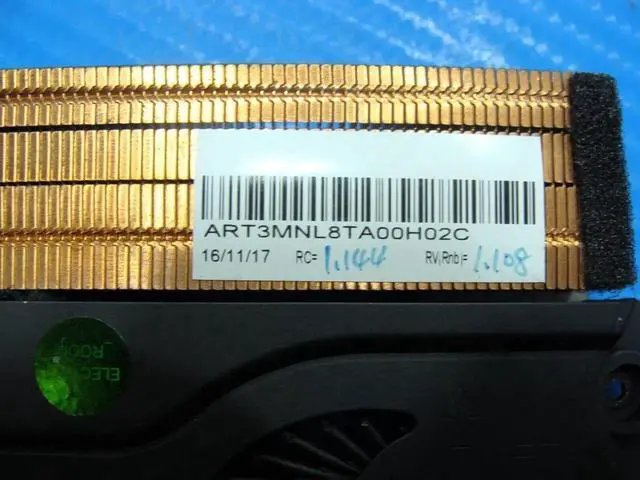 ART3MNL8TA00H02C
16/11/17 RC= 1.144 RV(Rnb)= 1.108